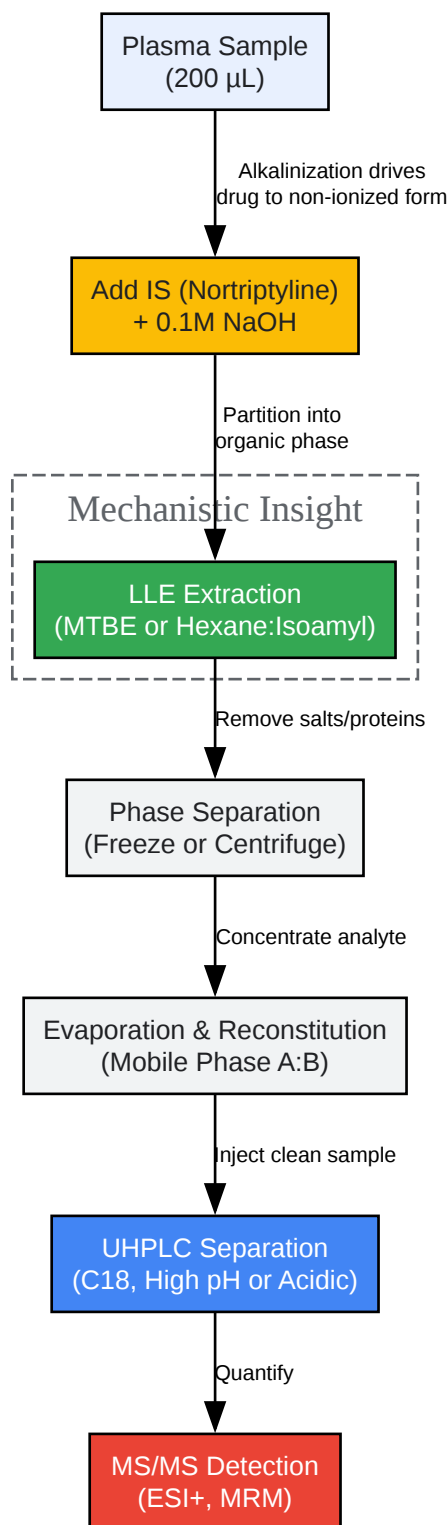 Plasma Sample
(200 µL)
Alkalinization drives
drug to non-ionized form
Add IS (Nortriptyline)
+ 0.1M NaOH
Partition into
organic phase
Mechanistic Insight
LLE Extraction
(MTBE or Hexane:Isoamyl)
Remove salts/proteins
Phase Separation
(Freeze or Centrifuge)
Concentrate analyte
Evaporation & Reconstitution
(Mobile Phase A:B)
Inject clean sample
UHPLC Separation
(C18, High pH or Acidic)
Quantify
MS/MS Detection
(ESI+, MRM)